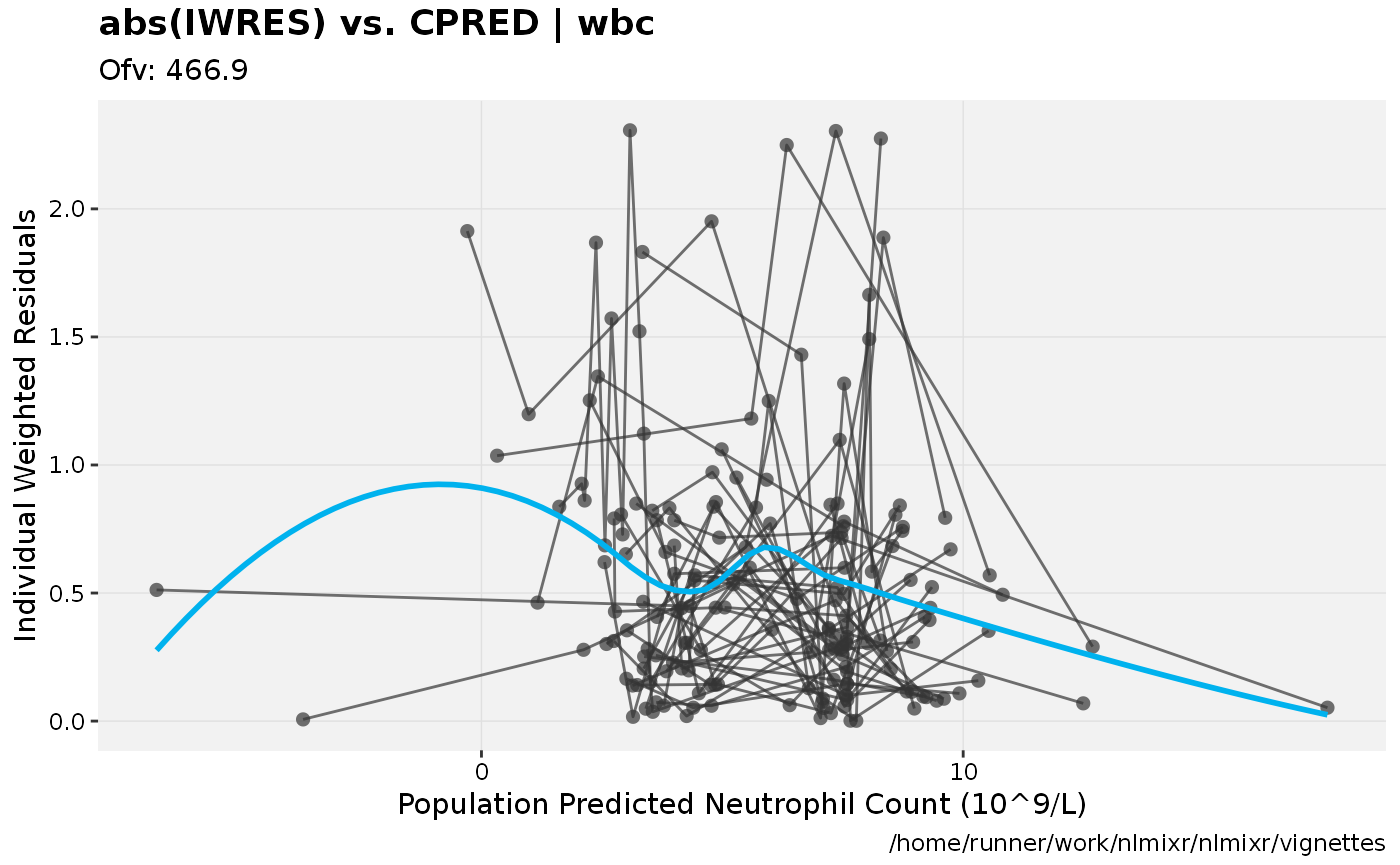 abs(IWRES) vs. CPRED | wbc
Ofv: 466.9
Individual Weighted Residuals
2.0
1.5
1.0
0.5
0.0
0
10
Population Predicted Neutrophil Count (10^9/L)
/home/runner/work/nlmixr/nlmixr/vignettes